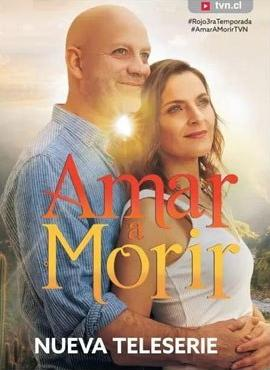 tvn.cl
#Rojo3raTemporada
#AmarAMorirTVN
Amar
a
Morir
NUEVA TELESERIE